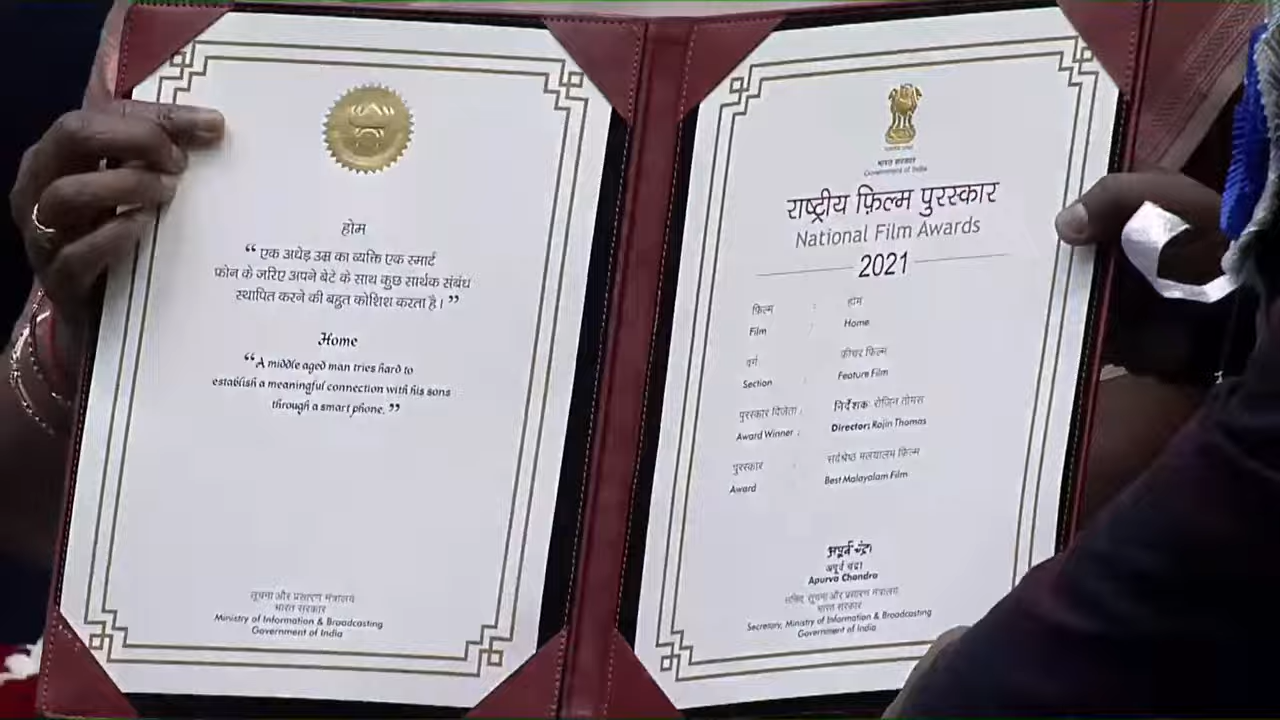 होम
“ एक अधेड़ उम्र का व्यक्ति एक स्मार्ट
फ़ोन के जरिए अपने बेटे के साथ कुछ सार्थक संबंध
स्थापित करने की बहुत कोशिश करता है। ”
Home
“A middle aged man tries hard to
establish a meaningful connection with his sons
through a smart phone. ”
सूचना और प्रसारण मंत्रालय
भारत सरकार
Ministry of Information & Broadcasting
Government of India
भारत सरकार
Government of India
राष्ट्रीय फ़िल्म पुरस्कार
National Film Awards
2021
फ़िल्म : होम
Film : Home
वर्ग : फ़ीचर फ़िल्म
Section : Feature Film
पुरस्कार विजेता : निर्देशक: रोजिन तोमस
Award Winner : Director: Rojin Thomas
पुरस्कार : सर्वश्रेष्ठ मलयालम फ़िल्म
Award : Best Malayalam Film
अपूर्व चंद्रा
अपूर्व चंद्रा
Apurva Chandra
सचिव, सूचना और प्रसारण मंत्रालय
भारत सरकार
Secretary, Ministry of Information & Broadcasting
Government of India